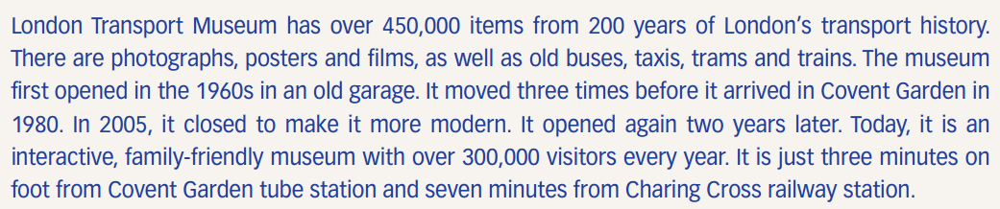 London Transport Museum has over 450,000 items from 200 years of London's transport history.
There are photographs, posters and films, as well as old buses, taxis, trams and trains. The museum
first opened in the 1960s in an old garage. It moved three times before it arrived in Covent Garden in
1980. In 2005, it closed to make it more modern. It opened again two years later. Today, it is an
interactive, family-friendly museum with over 300,000 visitors every year. It is just three minutes on
foot from Covent Garden tube station and seven minutes from Charing Cross railway station.